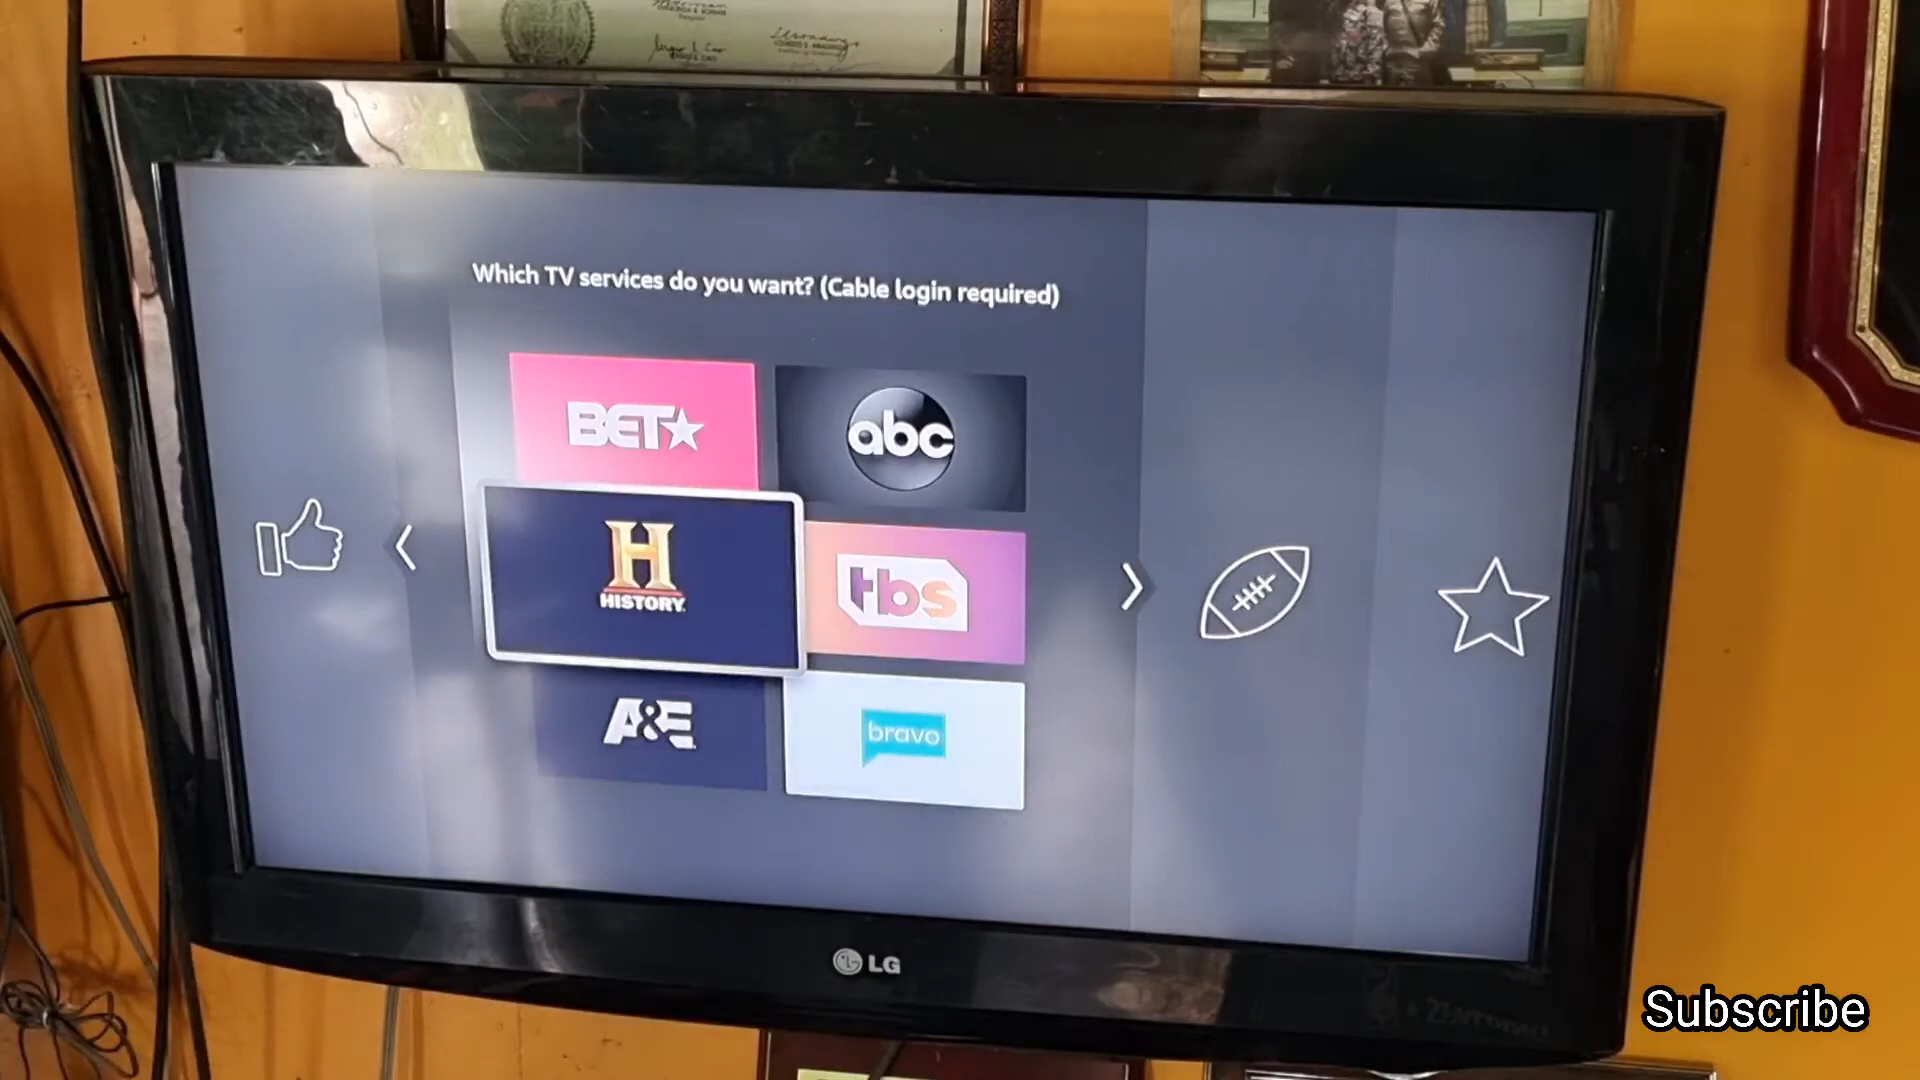 Which TV services do you want? (Cable login required)
BET
abc
H
HISTORY
tbs
A&E
bravo
LG
Subscribe